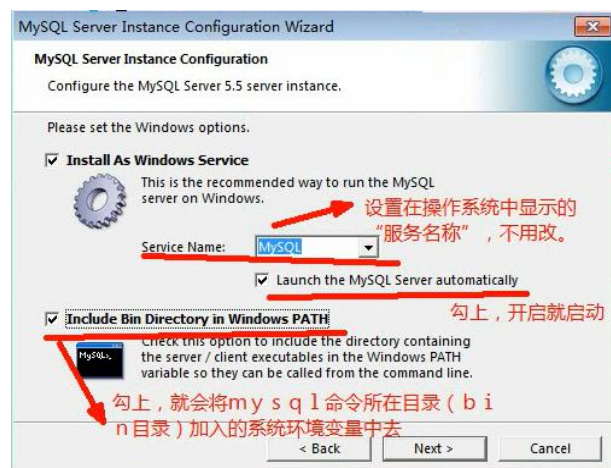 MySQL Server Instance Configuration Wizard
MySQL Server Instance Configuration
Configure the MySQL Server 5.5 server instance.
Please set the Windows options.
Install As Windows Service
This is the recommended way to run the MySQL
server on Windows.
设置在操作系统中显示的
“服务名称”，不用改。
Service Name:
MySQL
Launch the MySQL Server automatically
勾上，开启就启动
Include Bin Directory in Windows PATH
Check this option to include the directory containing
the server / client executables in the Windows PATH
variable so they can be called from the command line.
MySQL>_
勾上，就会将ｍｙｓｑｌ命令所在目录（ｂｉ
ｎ目录）加入的系统环境变量中去
< Back
Next >
Cancel